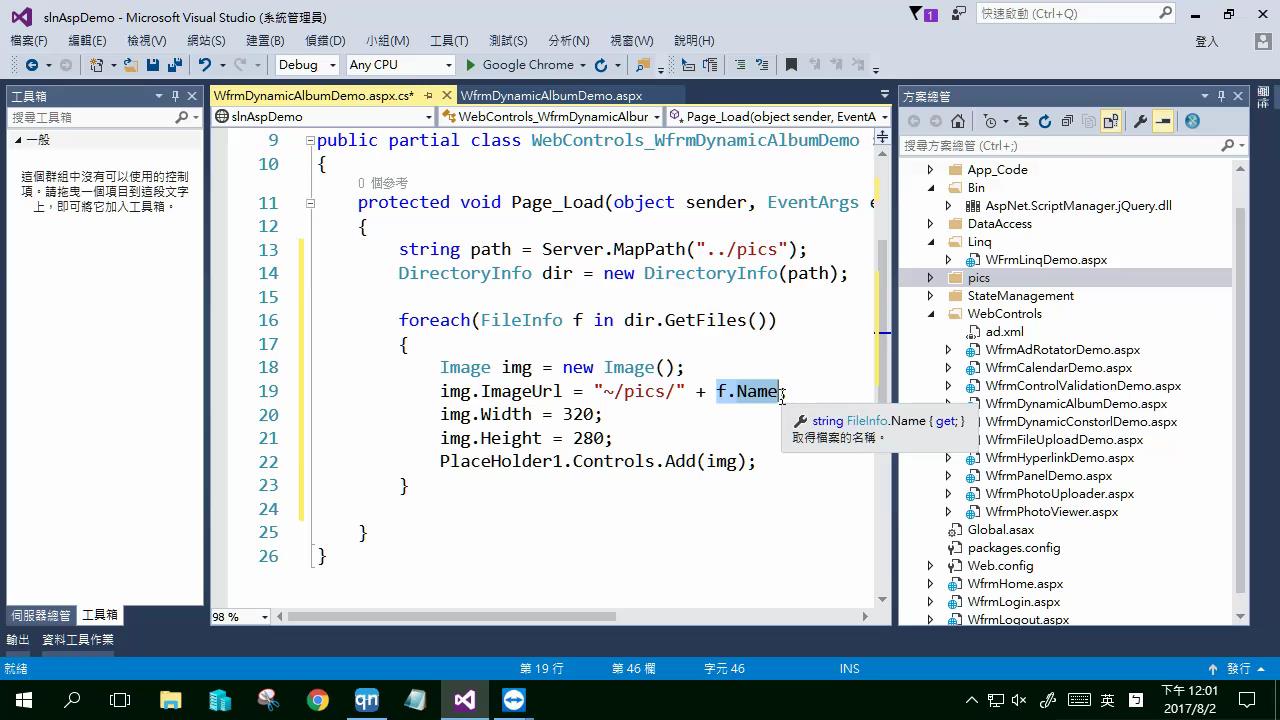 slnAspDemo - Microsoft Visual Studio (系統管理員)
1
快速啟動 (Ctrl+Q)
檔案(F) 編輯(E) 檢視(V) 網站(S) 建置(B) 偵錯(D) 小組(M) 工具(T) 測試(S) 分析(N) 視窗(W) 說明(H)
登入
Debug Any CPU Google Chrome
工具箱
搜尋工具箱
一般
這個群組中沒有可以使用的控制
項。請拖曳一個項目到這段文字
上，即可將它加入工具箱。
伺服器總管 工具箱
WfrmDynamicAlbumDemo.aspx.cs* WfrmDynamicAlbumDemo.aspx
slnAspDemo WebControls_WfrmDynamicAlbur Page_Load(object sender, EventA
9 public partial class WebControls_WfrmDynamicAlbumDemo
10 {
0 個參考
11 protected void Page_Load(object sender, EventArgs e
12 {
13 string path = Server.MapPath("../pics");
14 DirectoryInfo dir = new DirectoryInfo(path);
15
16 foreach(FileInfo f in dir.GetFiles())
17 {
18 Image img = new Image();
19 img.ImageUrl = "~/pics/" + f.Name
string FileInfo.Name { get; }
取得檔案的名稱。
20 img.Width = 320;
21 img.Height = 280;
22 PlaceHolder1.Controls.Add(img);
23 }
24
25 }
26 }
98 %
方案總管
搜尋方案總管 (Ctrl+;)
App_Code
Bin
AspNet.ScriptManager.jQuery.dll
DataAccess
Linq
WFrmLinqDemo.aspx
pics
StateManagement
WebControls
ad.xml
WfrmAdRotatorDemo.aspx
WfrmCalendarDemo.aspx
WfrmControlValidationDemo.aspx
WfrmDynamicAlbumDemo.aspx
WfrmDynamicConstorlDemo.aspx
WfrmFileUploadDemo.aspx
WfrmHyperlinkDemo.aspx
WfrmPanelDemo.aspx
WfrmPhotoUploader.aspx
WfrmPhotoViewer.aspx
Global.asax
packages.config
Web.config
WfrmHome.aspx
WfrmLogin.aspx
WfrmLogout.aspx
輸出 資料工具作業
就緒 第 19 行 第 46 欄 字元 46 INS 發行
qn
英
下午 12:01
2017/8/2